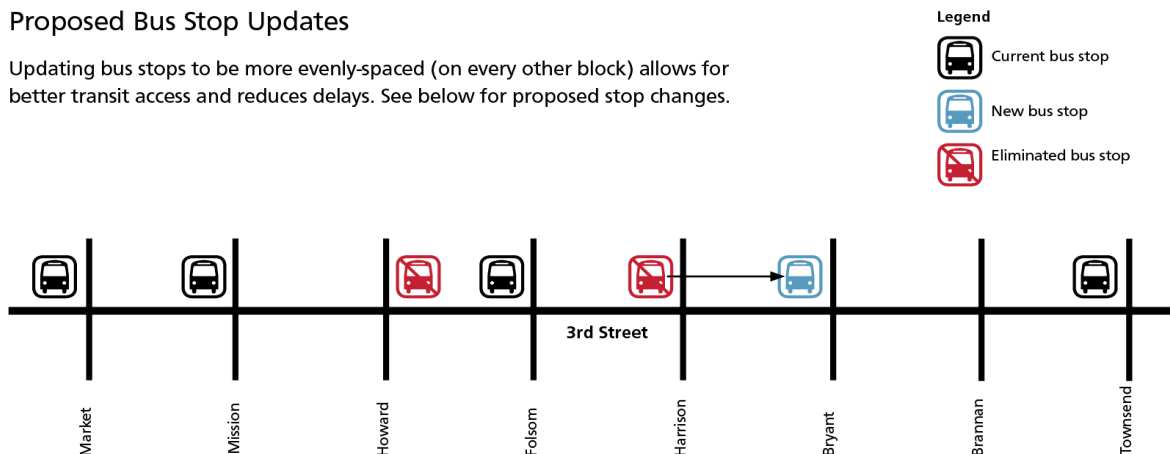 Proposed Bus Stop Updates
Updating bus stops to be more evenly-spaced (on every other block) allows for
better transit access and reduces delays. See below for proposed stop changes.
Legend
Current bus stop
New bus stop
Eliminated bus stop
3rd Street
Market
Mission
Howard
Folsom
Harrison
Bryant
Brannan
Townsend